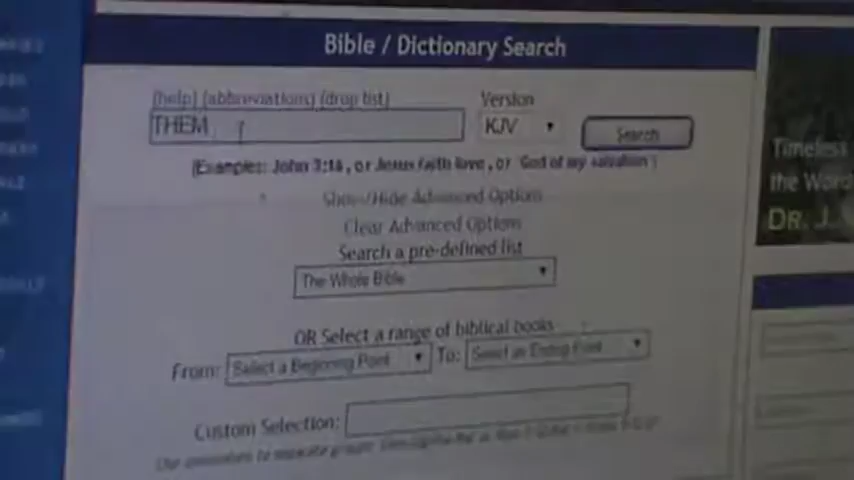 Bible / Dictionary Search
[help] [abbreviations] [drop list]
Version
THEM
KJV
Search
(Examples: John 3:16, or Jesus faith love, or God of my salvation)
Show/Hide Advanced Options
Clear Advanced Options
Search a pre-defined list
The Whole Bible
OR Select a range of biblical books
From: Select a Beginning Point To: Select an Ending Point
Custom Selection:
Timeless
the Word
DR. J.